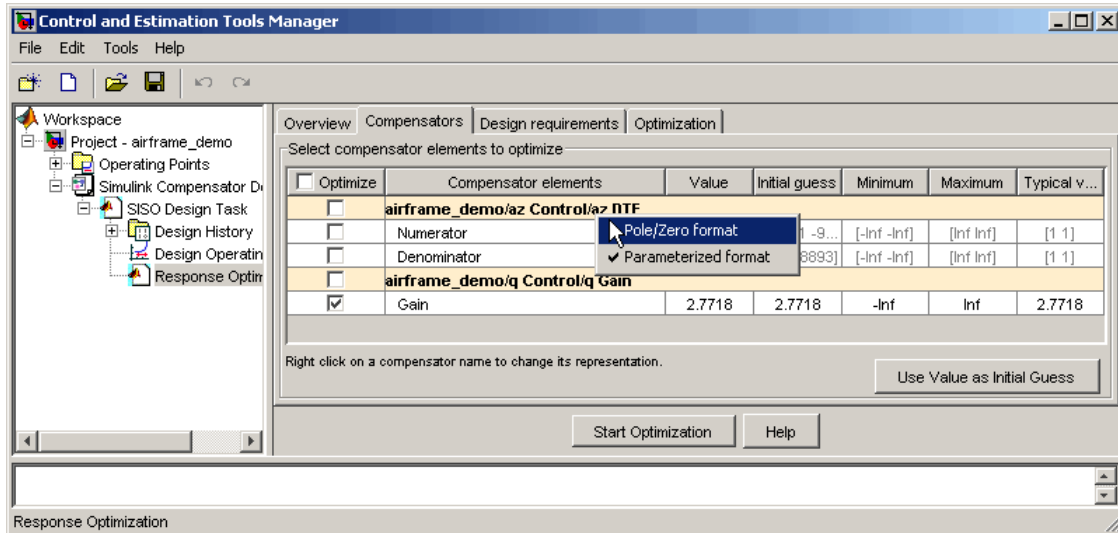 Control and Estimation Tools Manager
File Edit Tools Help
Workspace
Project - airframe_demo
Operating Points
Simulink Compensator De
SISO Design Task
Design History
Design Operatin
Response Optim
Overview Compensators Design requirements Optimization
Select compensator elements to optimize
Optimize Compensator elements Value Initial guess Minimum Maximum Typical v...
airframe_demo/az Control/az DTF
Numerator 1 -9... [-Inf -Inf] [Inf Inf] [1 1]
Denominator 8893] [-Inf -Inf] [Inf Inf] [1 1]
Pole/Zero format
Parameterized format
airframe_demo/q Control/q Gain
Gain 2.7718 2.7718 -Inf Inf 2.7718
Right click on a compensator name to change its representation.
Use Value as Initial Guess
Start Optimization Help
Response Optimization